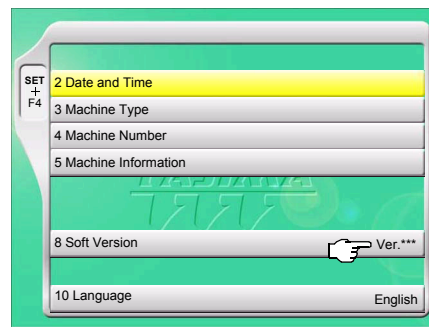 SET
+
F4
2 Date and Time
3 Machine Type
4 Machine Number
5 Machine Information
TAJIMA
8 Soft Version Ver.***
10 Language English